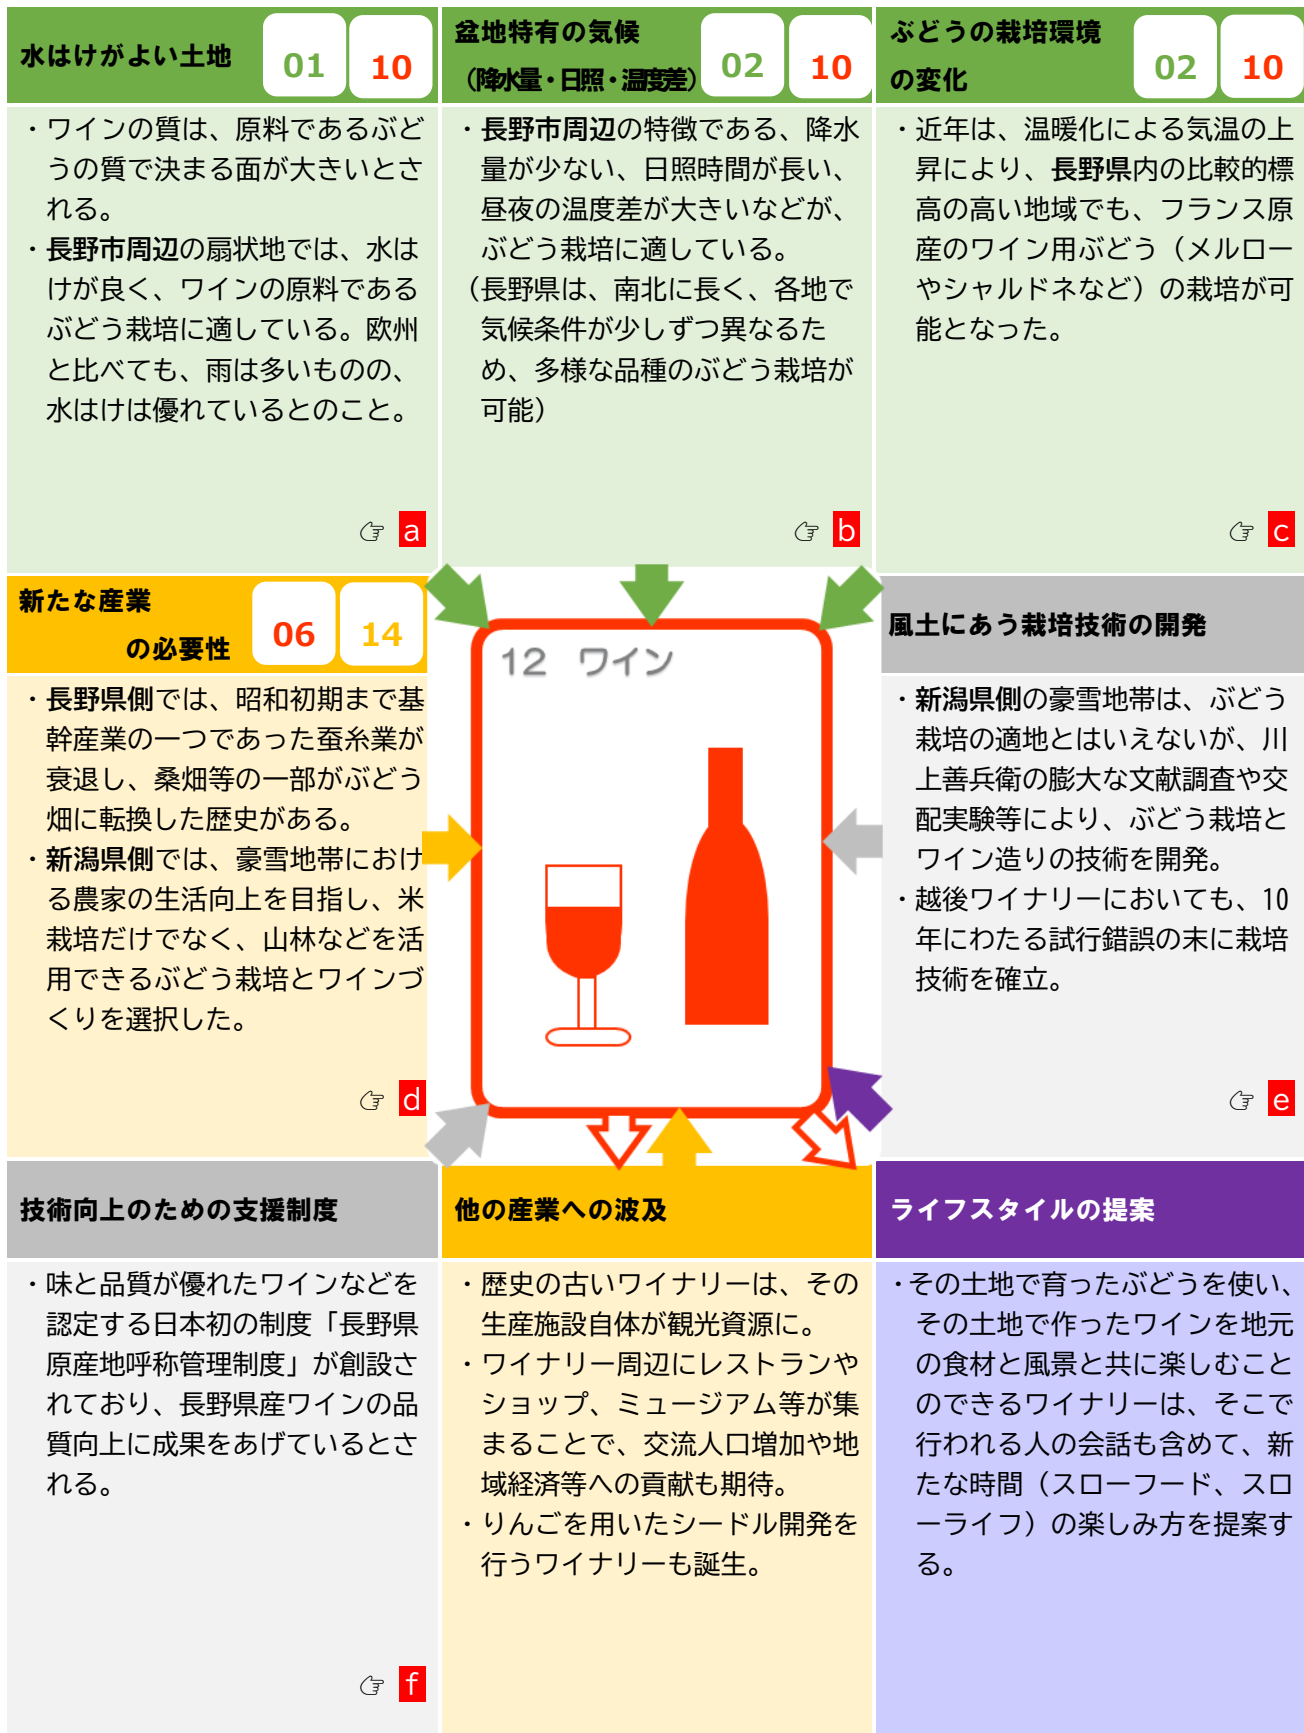 水はけがよい土地
01
10
・ワインの質は、原料であるぶど
うの質で決まる面が大きいとさ
れる。
・長野市周辺の扇状地では、水は
けが良く、ワインの原料である
ぶどう栽培に適している。欧州
と比べても、雨は多いものの、
水はけは優れているとのこと。
☞ a
盆地特有の気候
（降水量・日照・温度差）
02
10
・長野市周辺の特徴である、降水
量が少ない、日照時間が長い、
昼夜の温度差が大きいなどが、
ぶどう栽培に適している。
（長野県は、南北に長く、各地で
気候条件が少しずつ異なるた
め、多様な品種のぶどう栽培が
可能）
☞ b
ぶどうの栽培環境
の変化
02
10
・近年は、温暖化による気温の上
昇により、長野県内の比較的標
高の高い地域でも、フランス原
産のワイン用ぶどう（メルロー
やシャルドネなど）の栽培が可
能となった。
☞ c
新たな産業
の必要性
06
14
・長野県側では、昭和初期まで基
幹産業の一つであった蚕糸業が
衰退し、桑畑等の一部がぶどう
畑に転換した歴史がある。
・新潟県側では、豪雪地帯におけ
る農家の生活向上を目指し、米
栽培だけでなく、山林などを活
用できるぶどう栽培とワインづ
くりを選択した。
☞ d
12 ワイン
風土にあう栽培技術の開発
・新潟県側の豪雪地帯は、ぶどう
栽培の適地とはいえないが、川
上善兵衛の膨大な文献調査や交
配実験等により、ぶどう栽培と
ワイン造りの技術を開発。
・越後ワイナリーにおいても、10
年にわたる試行錯誤の末に栽培
技術を確立。
☞ e
技術向上のための支援制度
・味と品質が優れたワインなどを
認定する日本初の制度「長野県
原産地呼称管理制度」が創設さ
れており、長野県産ワインの品
質向上に成果をあげているとさ
れる。
☞ f
他の産業への波及
・歴史の古いワイナリーは、その
生産施設自体が観光資源に。
・ワイナリー周辺にレストランや
ショップ、ミュージアム等が集
まることで、交流人口増加や地
域経済等への貢献も期待。
・りんごを用いたシードル開発を
行うワイナリーも誕生。
ライフスタイルの提案
・その土地で育ったぶどうを使い、
その土地で作ったワインを地元
の食材と風景と共に楽しむこと
のできるワイナリーは、そこで
行われる人の会話も含めて、新
たな時間（スローフード、スロ
ーライフ）の楽しみ方を提案す
る。